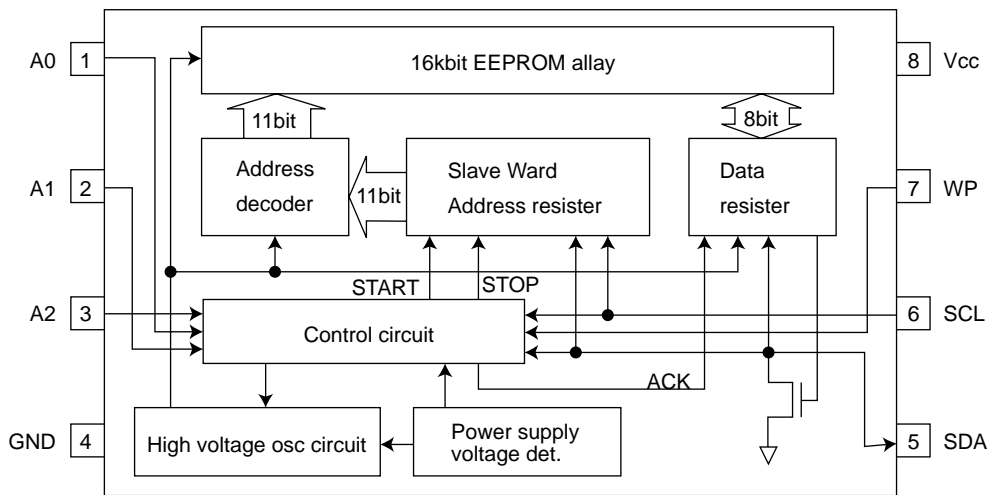 16kbit EEPROM allay
A0
1
8
Vcc
11bit
8bit
Address
decoder
11bit
Slave Ward
Address resister
Data
resister
A1
2
7
WP
START
STOP
A2
3
6
SCL
Control circuit
ACK
GND
4
High voltage osc circuit
Power supply
voltage det.
5
SDA